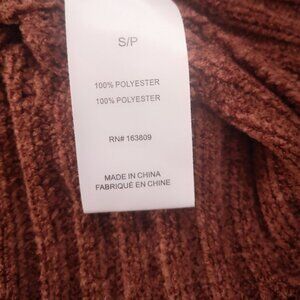 S/P
100% POLYESTER
100% POLYESTER
RN# 163809
MADE IN CHINA
FABRIQUÉ EN CHINE